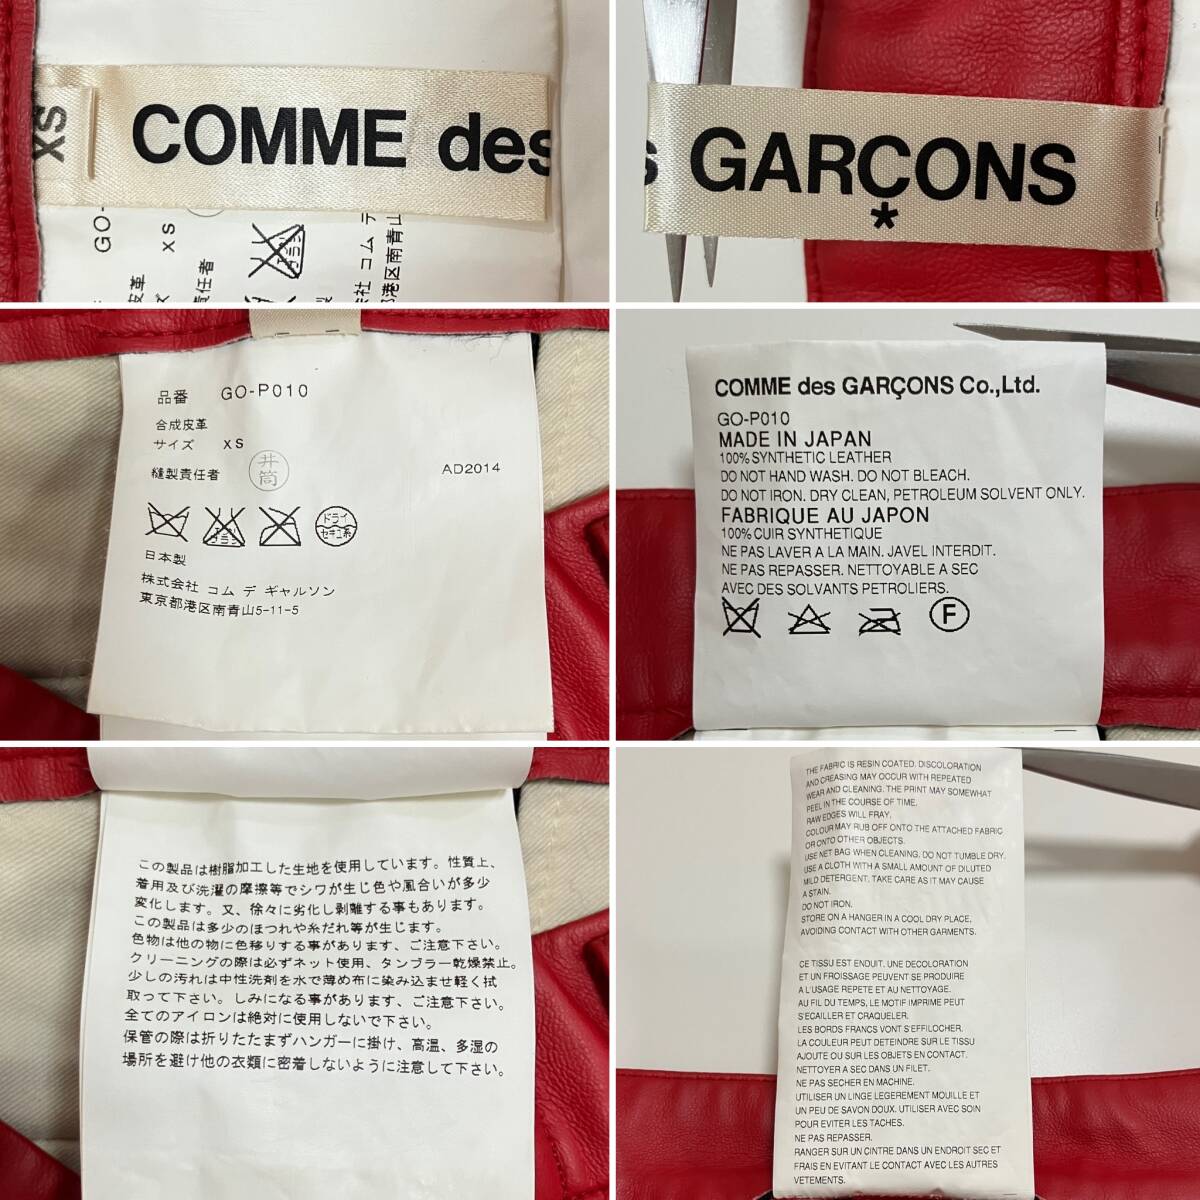 XS
COMME des
GO-
XS
皮革
責任者
港区南青山
GARÇONS
*
品番 GO-P010
合成皮革
サイズ XS
縫製責任者 井筒
AD2014
エンソサラシ
ドライ
セキユ系
日本製
株式会社 コム デ ギャルソン
東京都港区南青山5-11-5
COMME des GARÇONS Co.,Ltd.
GO-P010
MADE IN JAPAN
100% SYNTHETIC LEATHER
DO NOT HAND WASH. DO NOT BLEACH.
DO NOT IRON. DRY CLEAN, PETROLEUM SOLVENT ONLY.
FABRIQUE AU JAPON
100% CUIR SYNTHETIQUE
NE PAS LAVER A LA MAIN. JAVEL INTERDIT.
NE PAS REPASSER. NETTOYABLE A SEC
AVEC DES SOLVANTS PETROLIERS.
F
この製品は樹脂加工した生地を使用しています。性質上、
着用及び洗濯の摩擦等でシワが生じ色や風合いが多少
変化します。又、徐々に劣化し剥離する事もあります。
この製品は多少のほつれや糸だれ等が生じます。
色物は他の物に色移りする事があります、ご注意下さい。
クリーニングの際は必ずネット使用、タンブラー乾燥禁止。
少しの汚れは中性洗剤を水で薄め布に染み込ませ軽く拭
取って下さい。しみになる事があります、ご注意下さい。
全てのアイロンは絶対に使用しないで下さい。
保管の際は折りたたまずハンガーに掛け、高温、多湿の
場所を避け他の衣類に密着しないように注意して下さい。
THE FABRIC IS RESIN COATED. DISCOLORATION
AND CREASING MAY OCCUR WITH REPEATED
WEAR AND CLEANING. THE PRINT MAY SOMEWHAT
PEEL IN THE COURSE OF TIME.
RAW EDGES WILL FRAY.
COLOUR MAY RUB OFF ONTO THE ATTACHED FABRIC
OR ONTO OTHER OBJECTS.
USE NET BAG WHEN CLEANING. DO NOT TUMBLE DRY.
USE A CLOTH WITH A SMALL AMOUNT OF DILUTED
MILD DETERGENT. TAKE CARE AS IT MAY CAUSE
A STAIN.
DO NOT IRON.
STORE ON A HANGER IN A COOL DRY PLACE,
AVOIDING CONTACT WITH OTHER GARMENTS.
CE TISSU EST ENDUIT. UNE DECOLORATION
ET UN FROISSAGE PEUVENT SE PRODUIRE
A L'USAGE REPETE ET AU NETTOYAGE.
AU FIL DU TEMPS, LE MOTIF IMPRIME PEUT
S'ECAILLER ET CRAQUELER.
LES BORDS FRANCS VONT S'EFFILOCHER.
LA COULEUR PEUT DETEINDRE SUR LE TISSU
AJOUTE OU SUR LES OBJETS EN CONTACT.
NETTOYER A SEC DANS UN FILET.
NE PAS SECHER EN MACHINE.
UTILISER UN LINGE LEGEREMENT MOUILLE ET
UN PEU DE SAVON DOUX. UTILISER AVEC SOIN
POUR EVITER LES TACHES.
NE PAS REPASSER.
RANGER SUR UN CINTRE DANS UN ENDROIT SEC ET
FRAIS EN EVITANT LE CONTACT AVEC LES AUTRES
VETEMENTS.